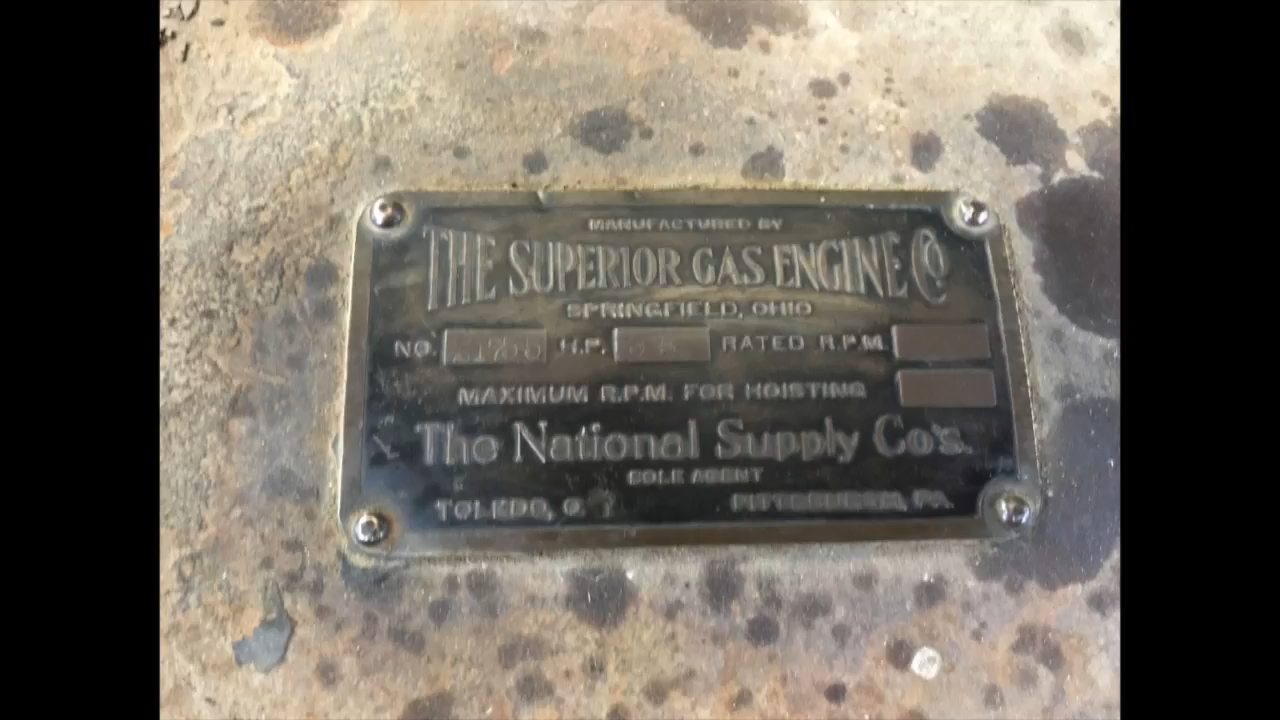 MANUFACTURED BY
THE SUPERIOR GAS ENGINE CO
SPRINGFIELD, OHIO
NO. H.P. RATED R.P.M.
MAXIMUM R.P.M. FOR HOISTING
The National Supply Co's.
SOLE AGENT
TOLEDO, O. PITTSBURGH, PA.